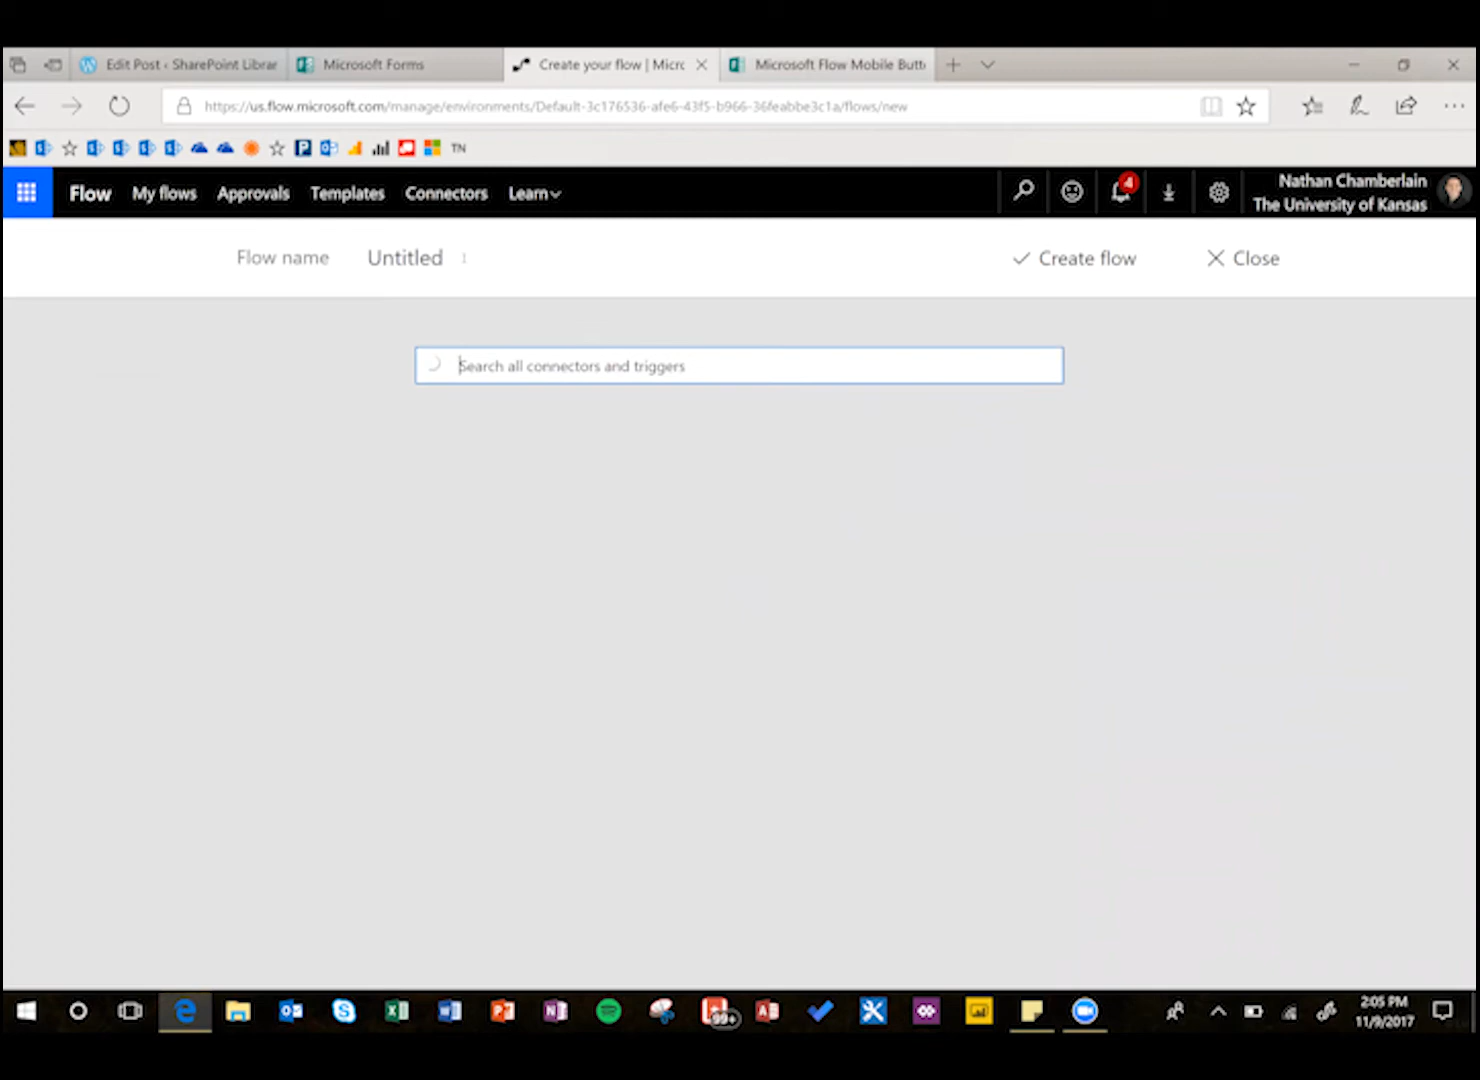 Edit Post ‹ SharePoint Librar
Microsoft Forms
Create your flow | Micrc
Microsoft Flow Mobile Butt
https://us.flow.microsoft.com/manage/environments/Default-3c176536-afe6-43f5-b966-36feabbe3c1a/flows/new
TN
Flow My flows Approvals Templates Connectors Learn
4
Nathan Chamberlain
The University of Kansas
Flow name Untitled Create flow Close
Search all connectors and triggers
99+
2:05 PM
11/9/2017